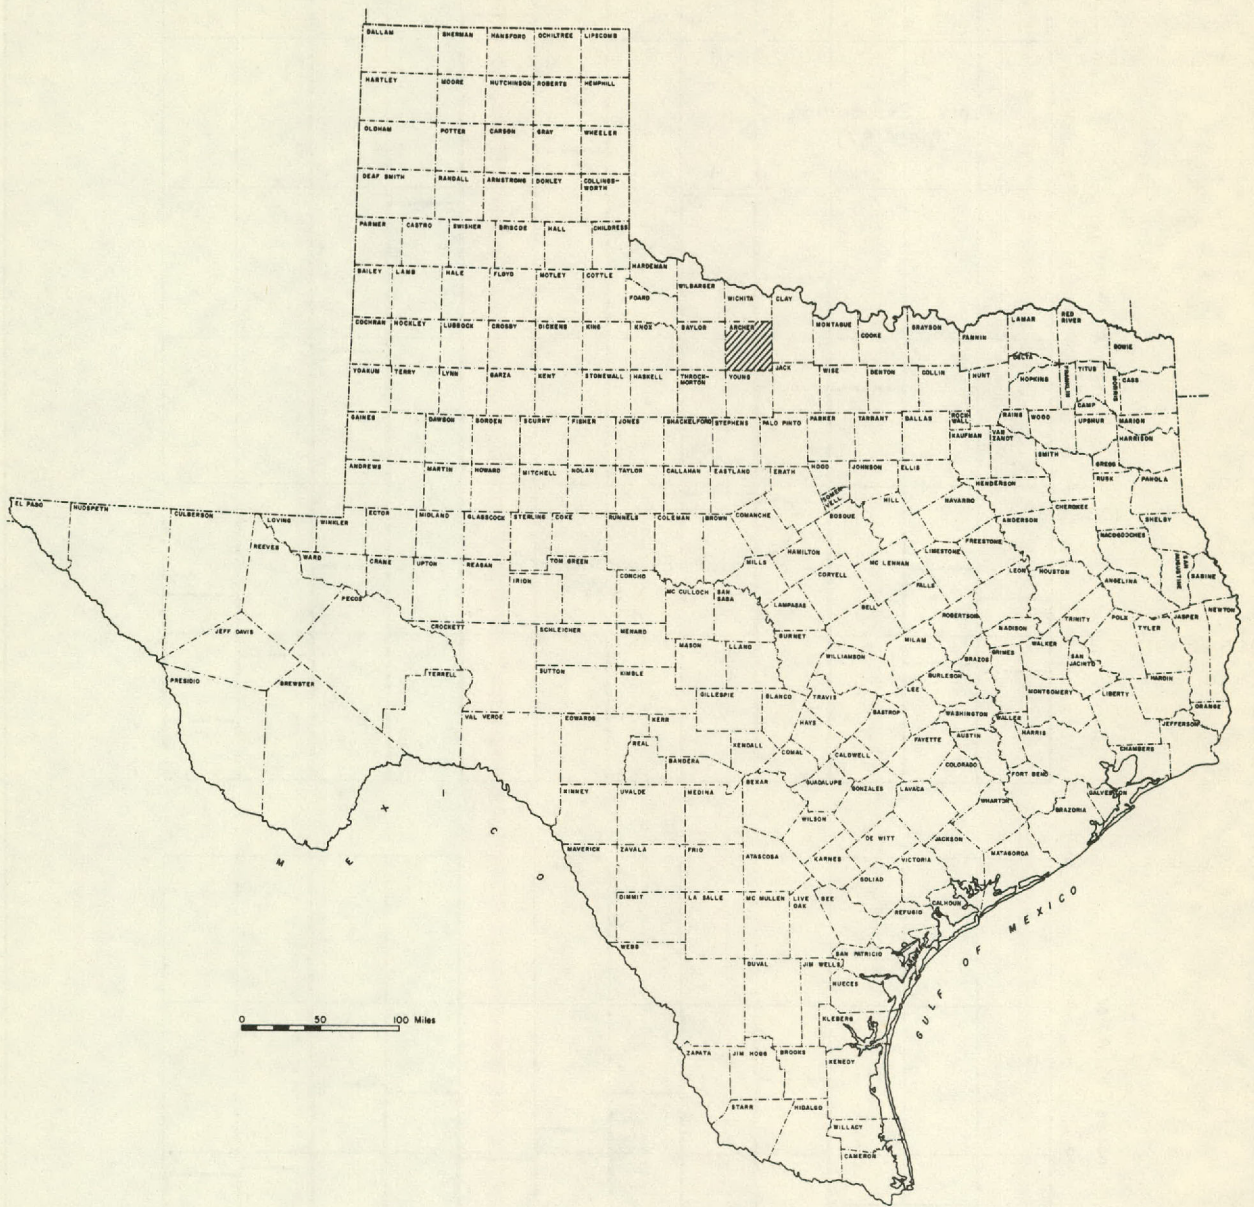 DALLAM SHERMAN HANSFORD OCHILTREE LIPSCOMB
HARTLEY MOORE HUTCHINSON ROBERTS HEMPHILL
OLDHAM POTTER CARSON GRAY WHEELER
DEAF SMITH RANDALL ARMSTRONG DONLEY COLLINGS-
WORTH
PARMER CASTRO SWISHER BRISCOE HALL CHILDRESS
HARDEMAN
BAILEY LAMB HALE FLOYD MOTLEY COTTLE
WILBARGER
FOARD WICHITA CLAY
COCHRAN HOCKLEY LUBBOCK CROSBY DICKENS KING KNOX BAYLOR ARCHER MONTAGUE COOKE GRAYSON FANNIN LAMAR RED
RIVER
BOWIE
DELTA
YOAKUM TERRY LYNN GARZA KENT STONEWALL HASKELL THROCK-
MORTON YOUNG JACK WISE DENTON COLLIN HUNT HOPKINS FRANKLIN TITUS MORRIS CASS
CAMP
GAINES DAWSON BORDEN SCURRY FISHER JONES SHACKELFORD STEPHENS PALO PINTO PARKER TARRANT DALLAS ROCK-
WALL RAINS WOOD UPSHUR MARION
KAUFMAN VAN
ZANDT HARRISON
SMITH
ANDREWS MARTIN HOWARD MITCHELL NOLAN TAYLOR CALLAHAN EASTLAND ERATH HOOD JOHNSON ELLIS GREGG
HENDERSON RUSK PANOLA
SOMER-
VELL HILL NAVARRO
EL PASO HUDSPETH CULBERSON LOVING WINKLER ECTOR MIDLAND GLASSCOCK STERLING COKE RUNNELS COLEMAN BROWN COMANCHE BOSQUE ANDERSON CHEROKEE SHELBY
REEVES WARD CRANE UPTON REAGAN TOM GREEN HAMILTON LIMESTONE FREESTONE NACOGDOCHES
IRION CONCHO MILLS CORYELL MC LENNAN FALLS LEON HOUSTON ANGELINA SAN
AUGUSTINE SABINE
PECOS MC CULLOCH SAN
SABA LAMPASAS BELL ROBERTSON NEWTON
JEFF DAVIS CROCKETT SCHLEICHER MENARD BURNET MILAM MADISON TRINITY POLK TYLER JASPER
MASON LLANO WILLIAMSON BRAZOS GRIMES WALKER SAN
JACINTO
PRESIDIO BREWSTER TERRELL SUTTON KIMBLE LEE BURLESON MONTGOMERY LIBERTY HARDIN
GILLESPIE BLANCO TRAVIS
VAL VERDE EDWARDS KERR HAYS BASTROP WASHINGTON WALLER ORANGE
JEFFERSON
REAL KENDALL COMAL CALDWELL FAYETTE AUSTIN HARRIS CHAMBERS
BANDERA COLORADO FORT BEND
KINNEY UVALDE MEDINA BEXAR GUADALUPE GONZALES LAVACA WHARTON GALVESTON
BRAZORIA
WILSON
MAVERICK ZAVALA FRIO ATASCOSA KARNES DE WITT JACKSON MATAGORDA
VICTORIA
GOLIAD
DIMMIT LA SALLE MC MULLEN LIVE
OAK BEE REFUGIO CALHOUN
WEBB DUVAL JIM WELLS SAN PATRICIO
NUECES
KLEBERG
ZAPATA JIM HOGG BROOKS KENEDY
STARR HIDALGO
WILLACY
CAMERON
M E X I C O
GULF OF MEXICO
0 50 100 Miles